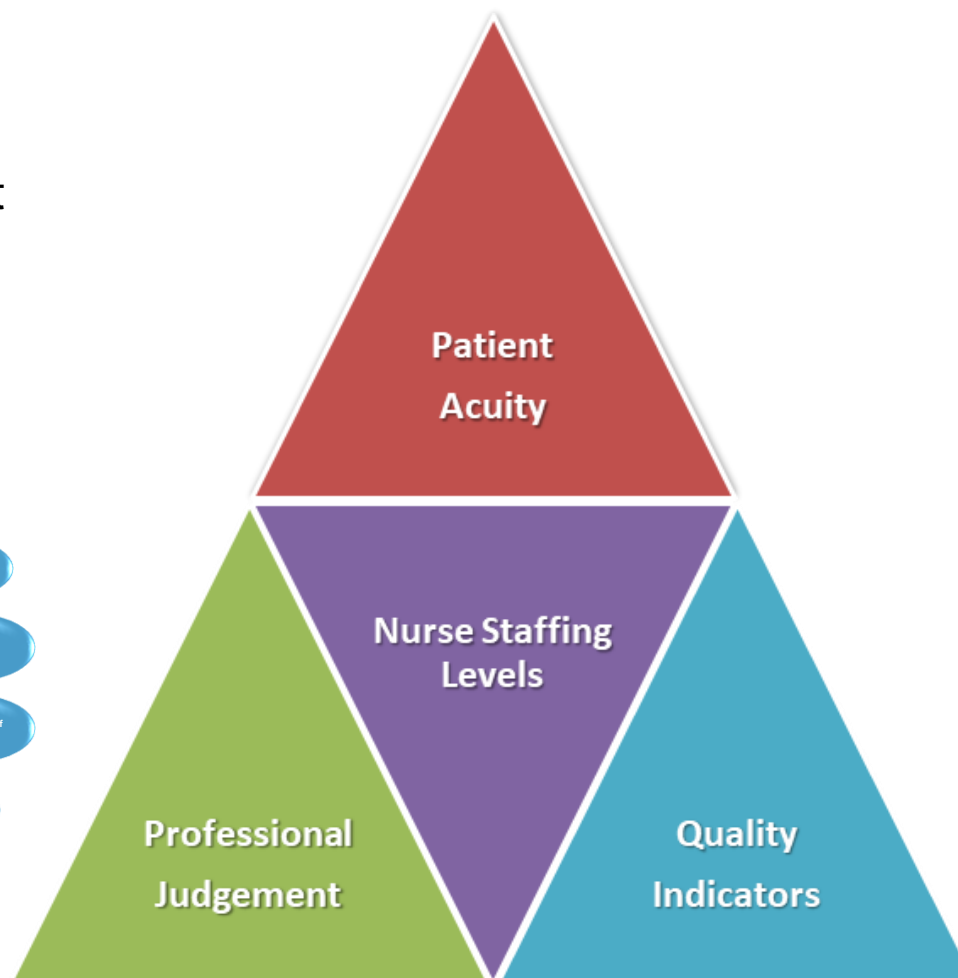 Patient
Acuity
Nurse Staffing
Levels
Professional
Judgement
Quality
Indicators